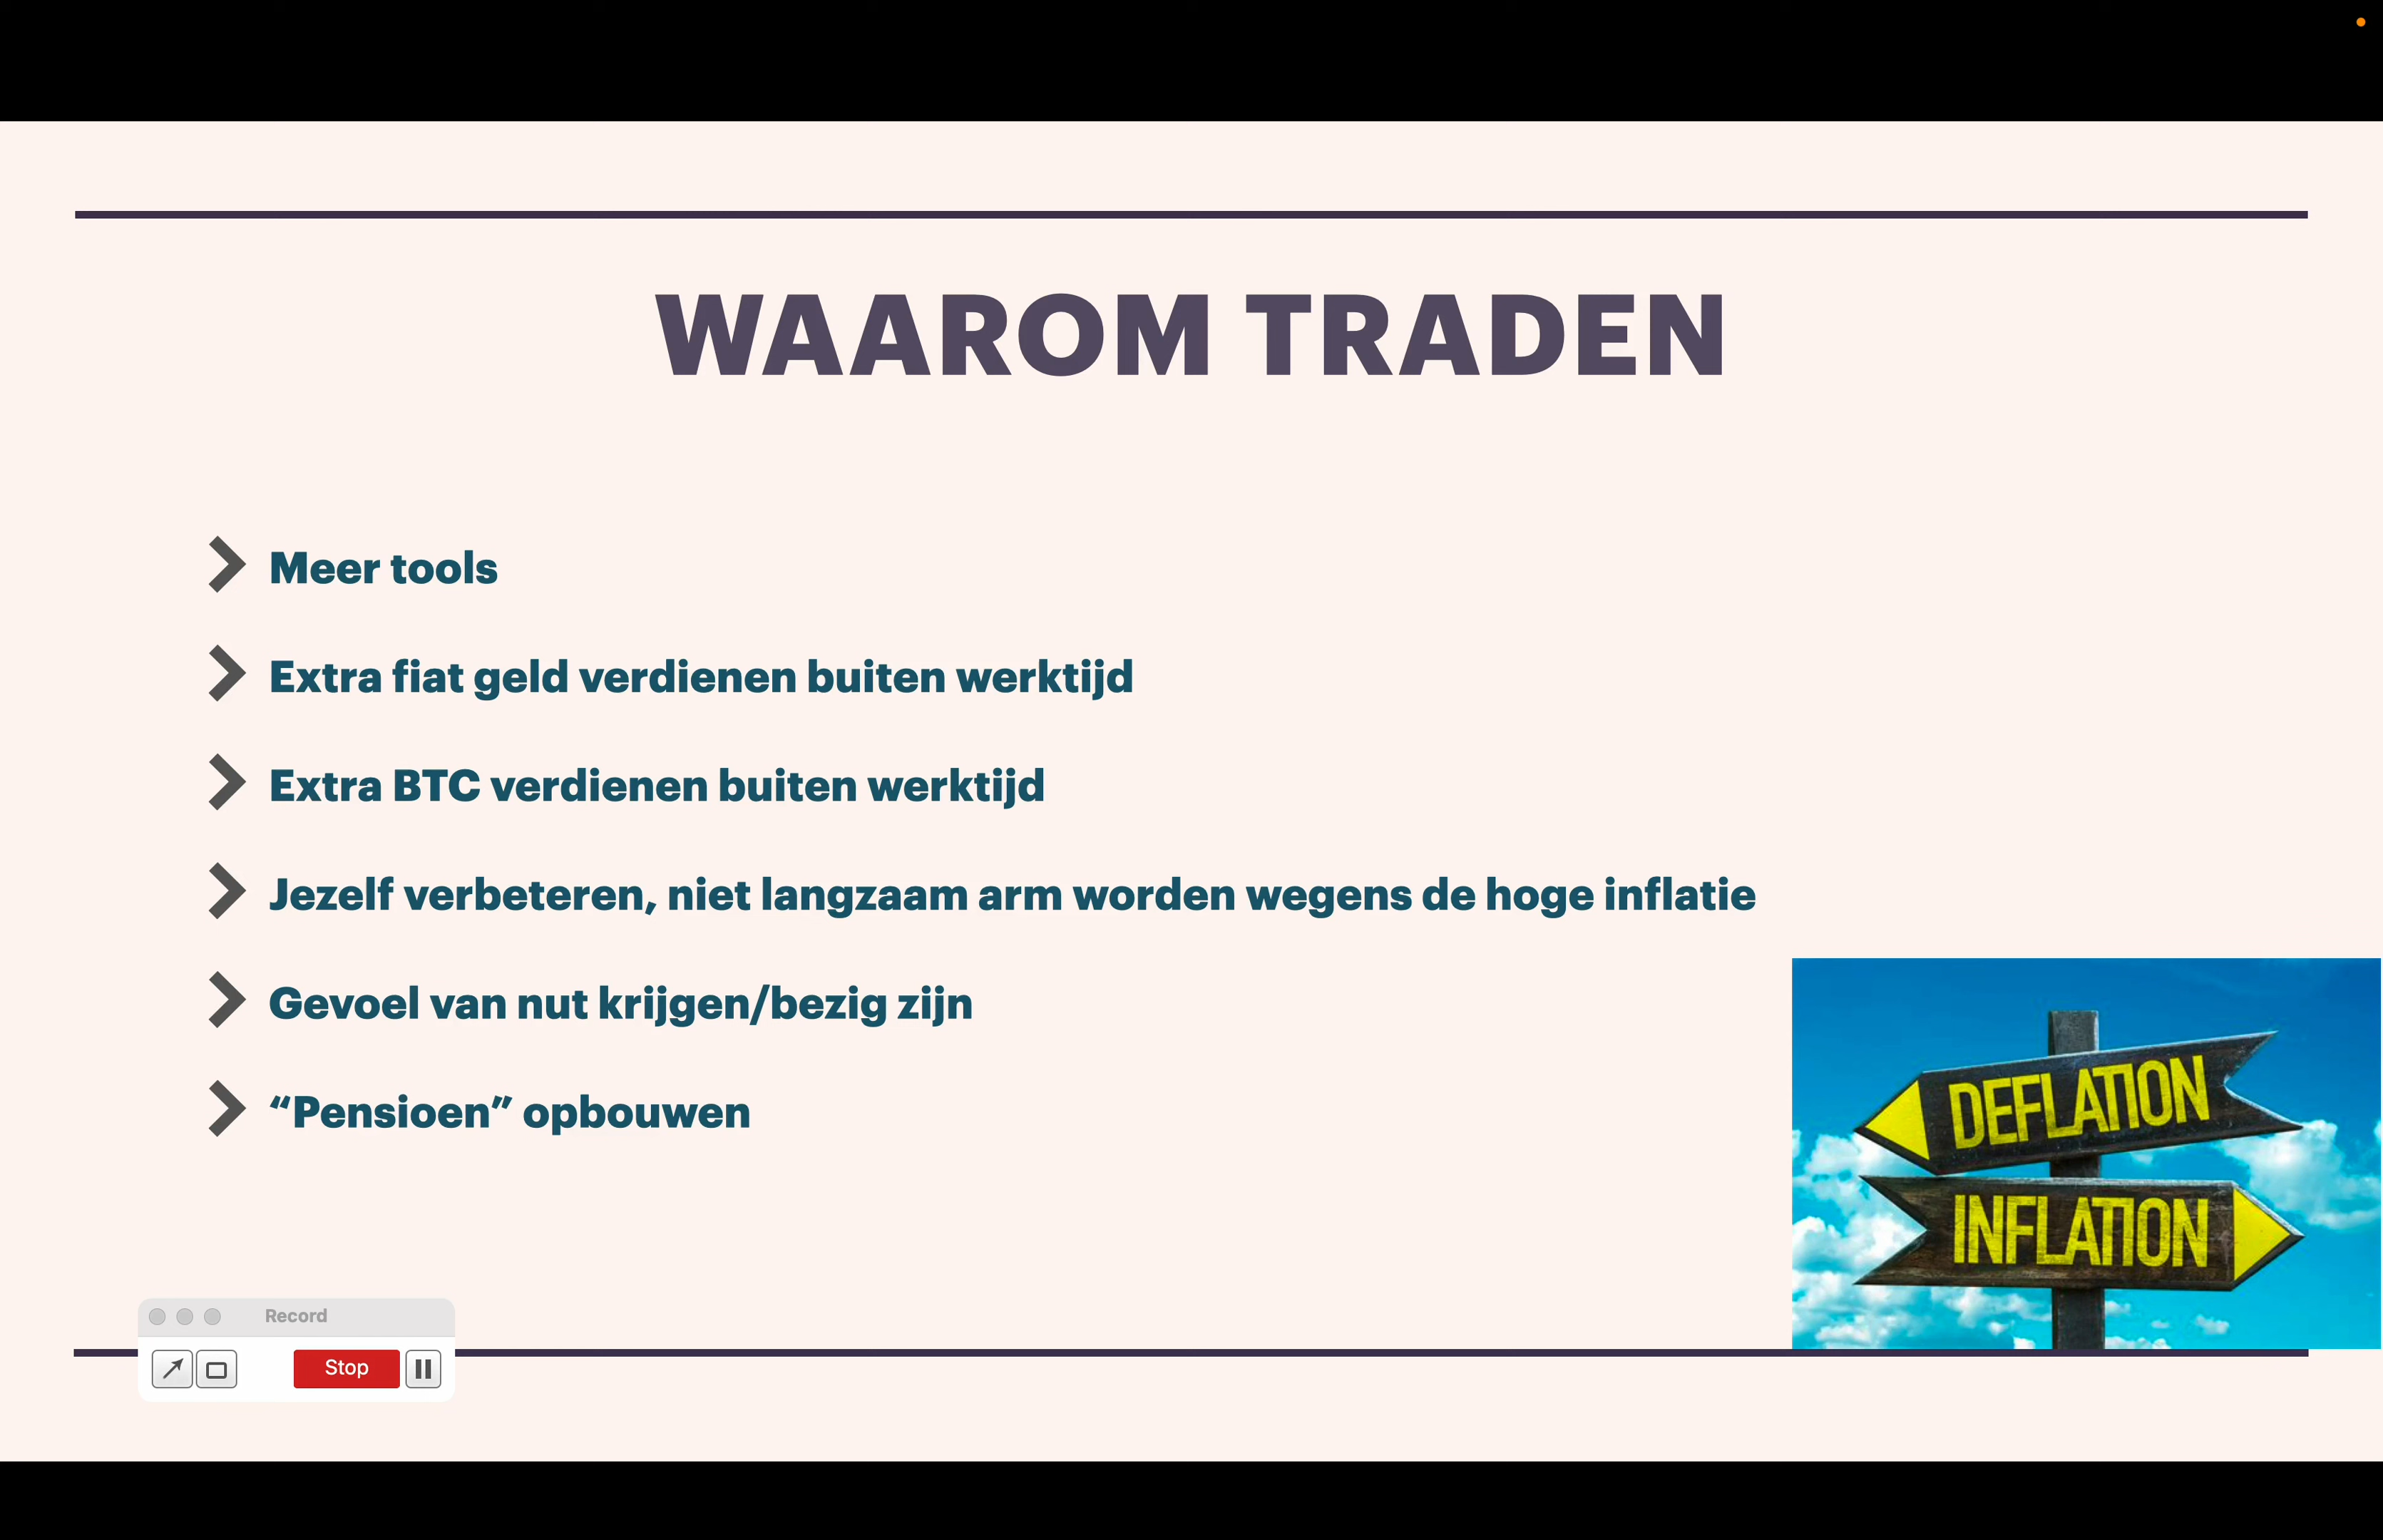 WAAROM TRADEN
Meer tools
Extra fiat geld verdienen buiten werktijd
Extra BTC verdienen buiten werktijd
Jezelf verbeteren, niet langzaam arm worden wegens de hoge inflatie
Gevoel van nut krijgen/bezig zijn
“Pensioen” opbouwen
DEFLATION
INFLATION
Record
Stop